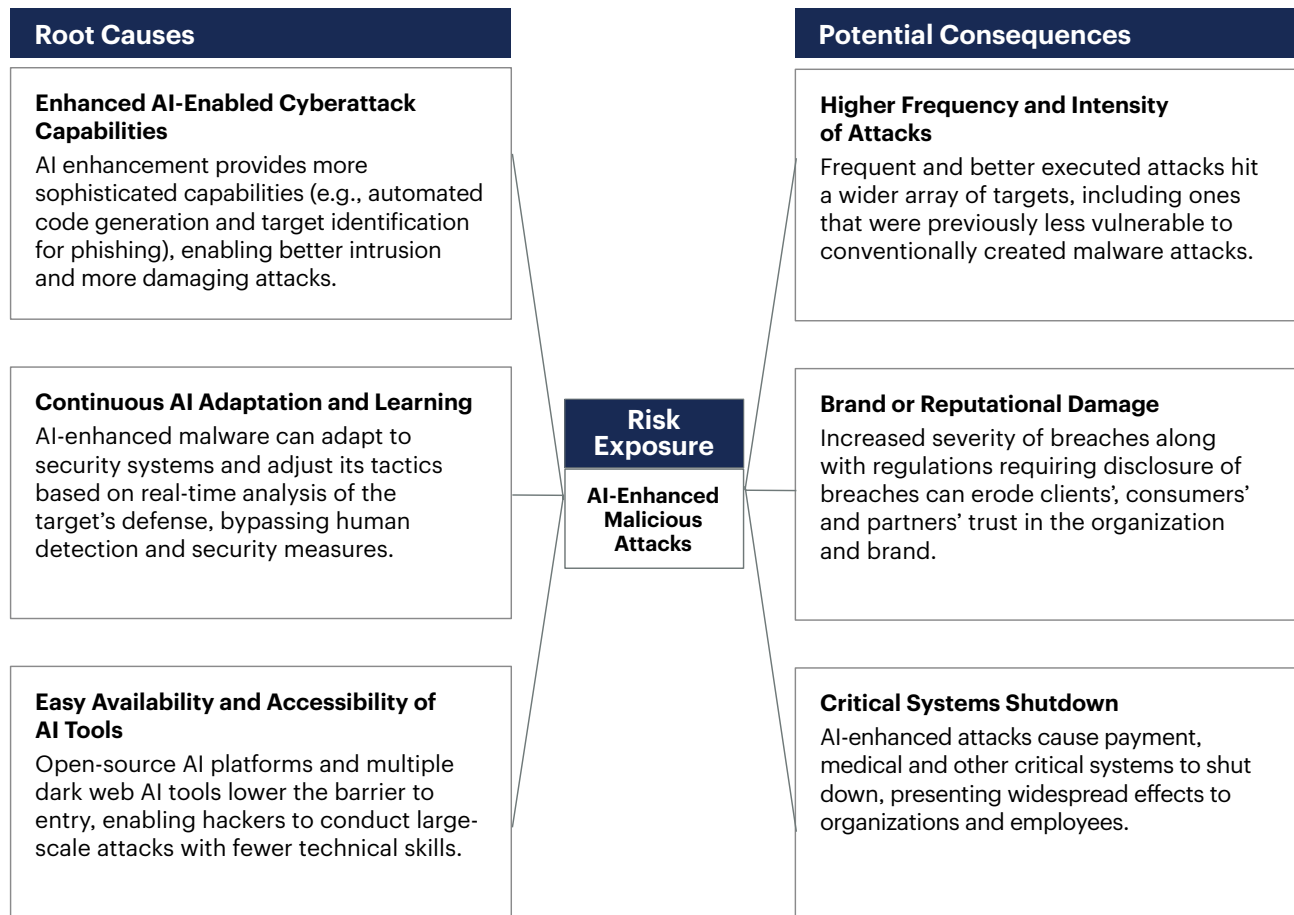 Root Causes
Enhanced AI-Enabled Cyberattack
Capabilities
AI enhancement provides more
sophisticated capabilities (e.g., automated
code generation and target identification
for phishing), enabling better intrusion
and more damaging attacks.
Continuous AI Adaptation and Learning
AI-enhanced malware can adapt to
security systems and adjust its tactics
based on real-time analysis of the
target’s defense, bypassing human
detection and security measures.
Easy Availability and Accessibility of
AI Tools
Open-source AI platforms and multiple
dark web AI tools lower the barrier to
entry, enabling hackers to conduct large-
scale attacks with fewer technical skills.
Risk
Exposure
AI-Enhanced
Malicious
Attacks
Potential Consequences
Higher Frequency and Intensity
of Attacks
Frequent and better executed attacks hit
a wider array of targets, including ones
that were previously less vulnerable to
conventionally created malware attacks.
Brand or Reputational Damage
Increased severity of breaches along
with regulations requiring disclosure of
breaches can erode clients’, consumers’
and partners’ trust in the organization
and brand.
Critical Systems Shutdown
AI-enhanced attacks cause payment,
medical and other critical systems to shut
down, presenting widespread effects to
organizations and employees.